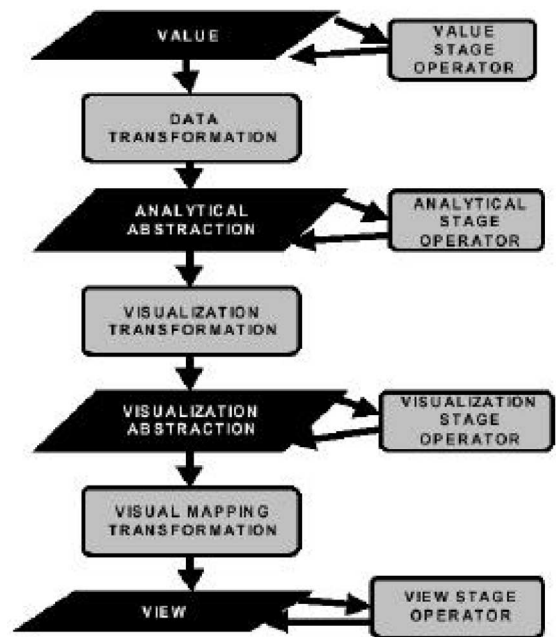 VALUE
VALUE
STAGE
OPERATOR
DATA
TRANSFORMATION
ANALYTICAL
ABSTRACTION
ANALYTICAL
STAGE
OPERATOR
VISUALIZATION
TRANSFORMATION
VISUALIZATION
ABSTRACTION
VISUALIZATION
STAGE
OPERATOR
VISUAL MAPPING
TRANSFORMATION
VIEW
VIEW STAGE
OPERATOR